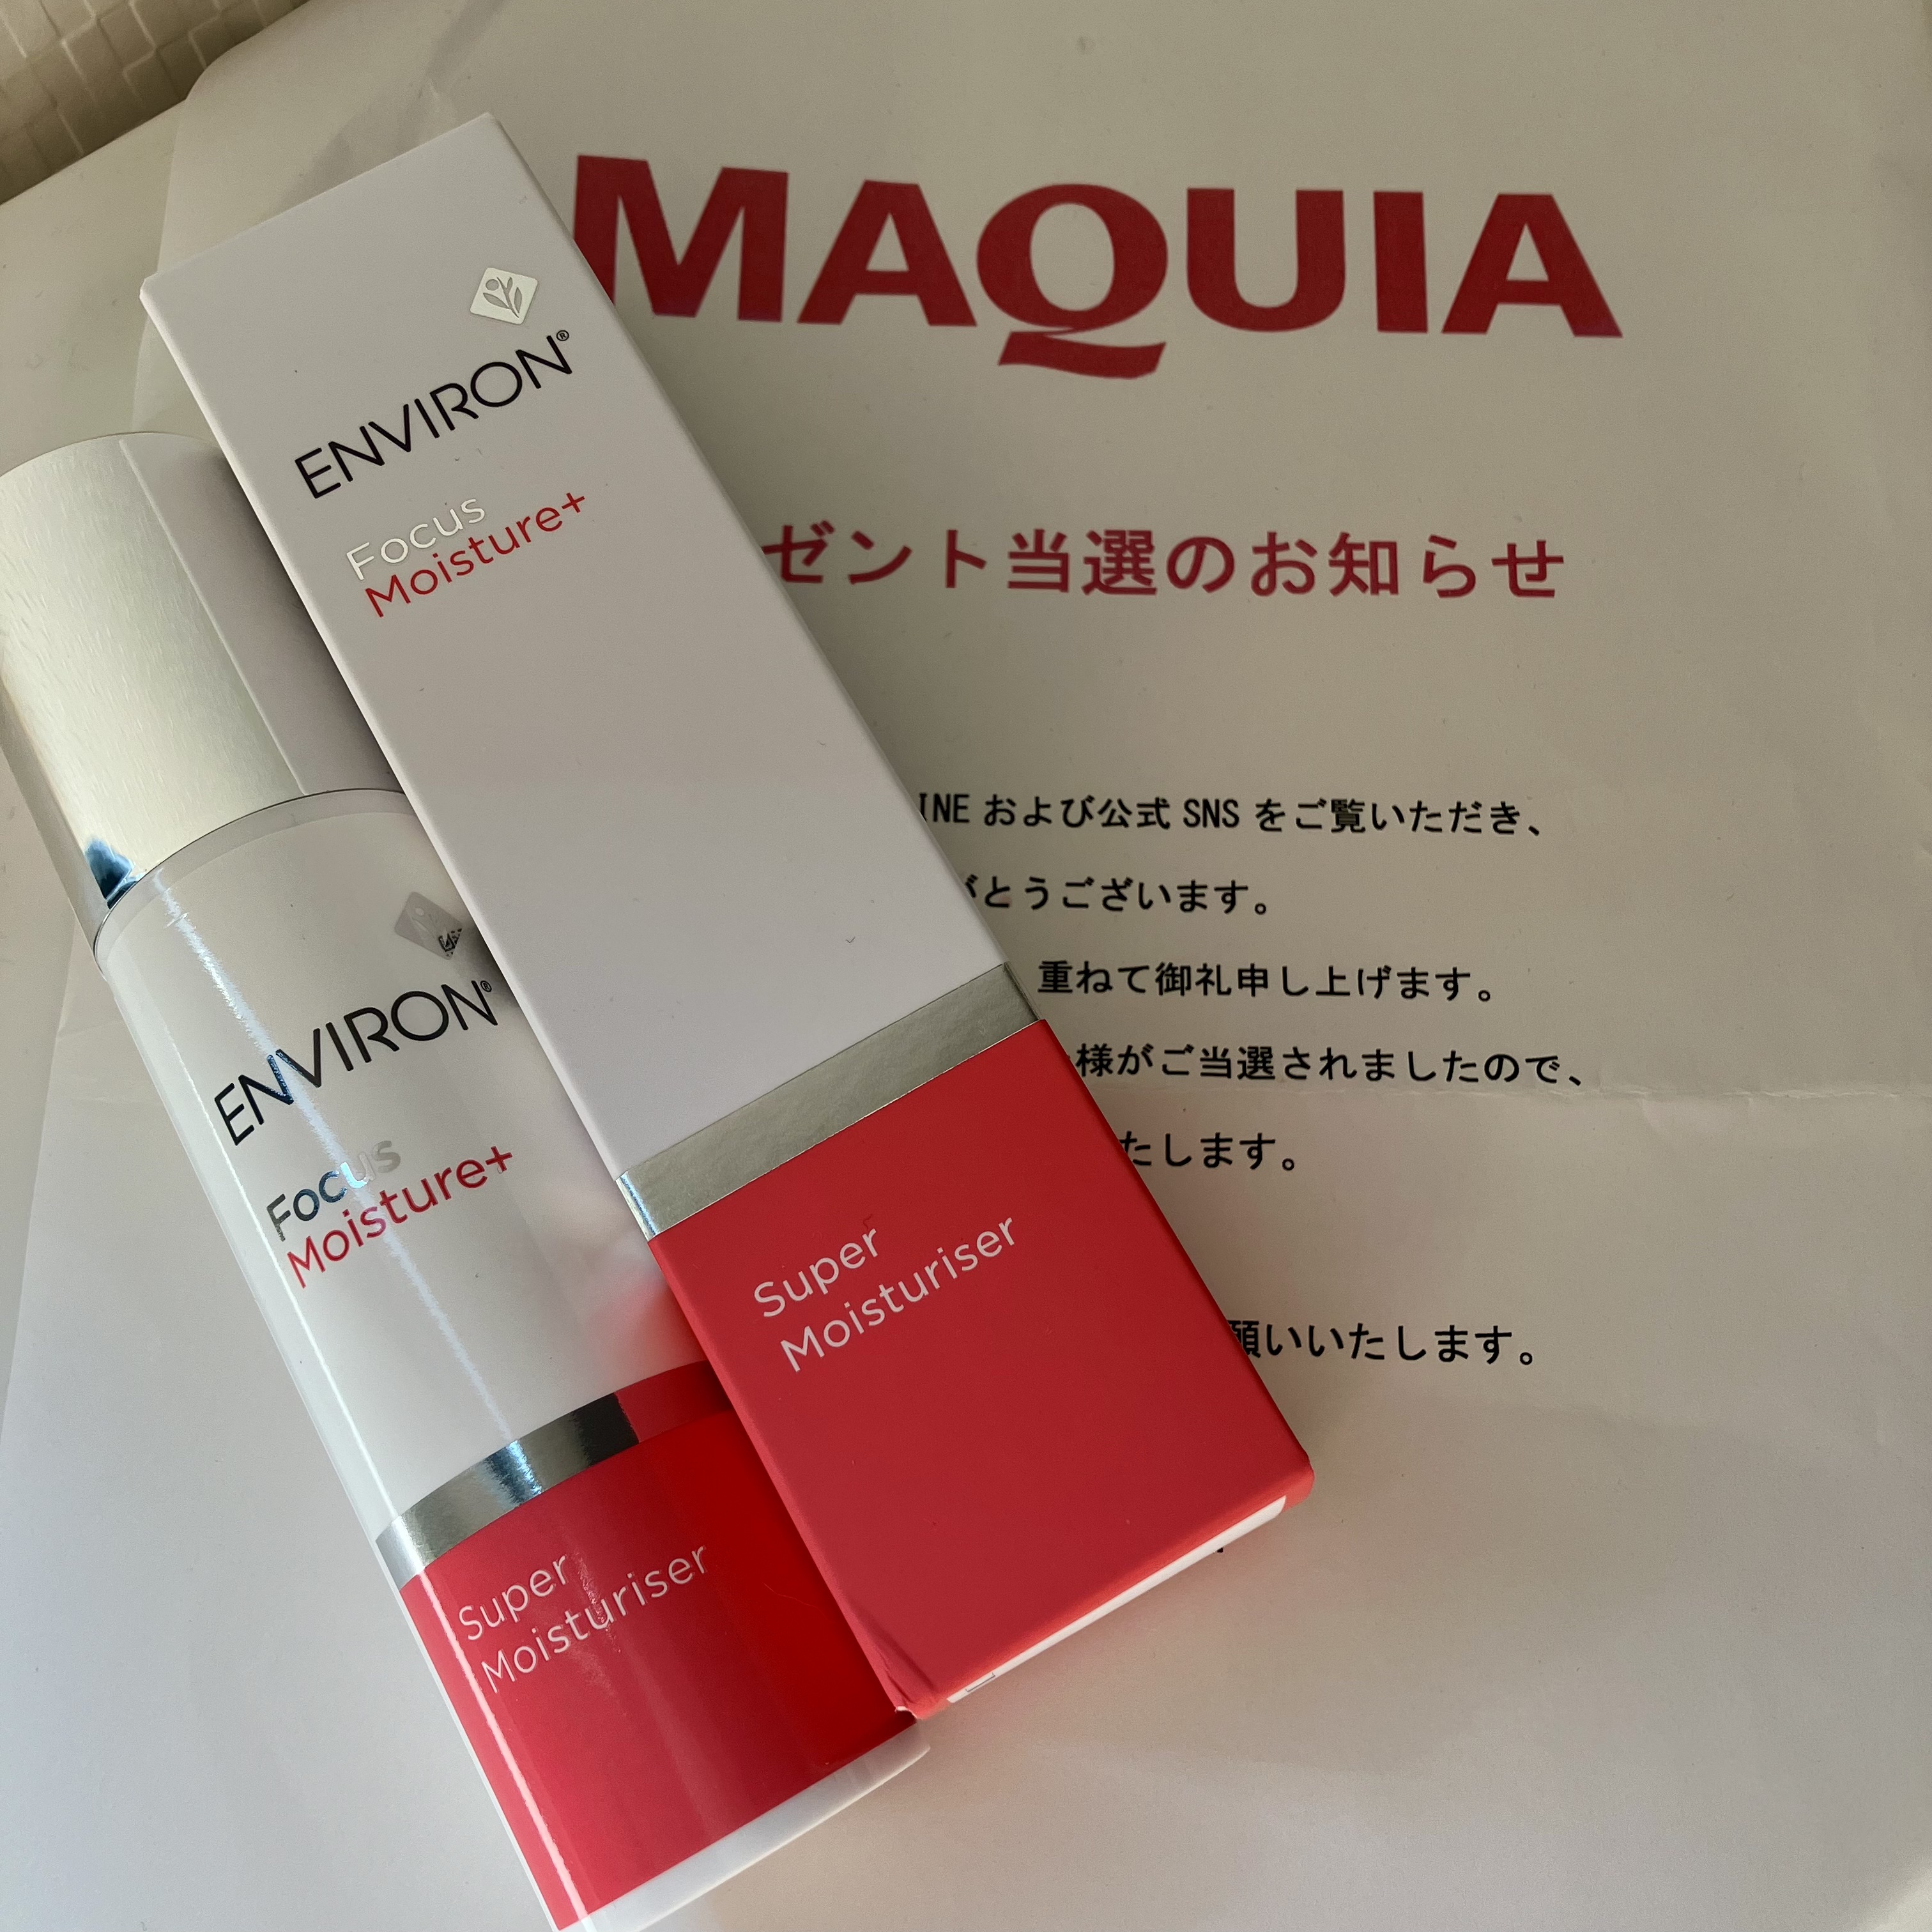 MAQUIA
ゼント当選のお知らせ
INE および公式 SNS をご覧いただき、
がとうございます。
重ねて御礼申し上げます。
様がご当選されましたので、
たします。
願いいたします。
ENVIRON®
Focus
Moisture+
Super
Moisturiser
ENVIRON®
Focus
Moisture+
Super
Moisturiser